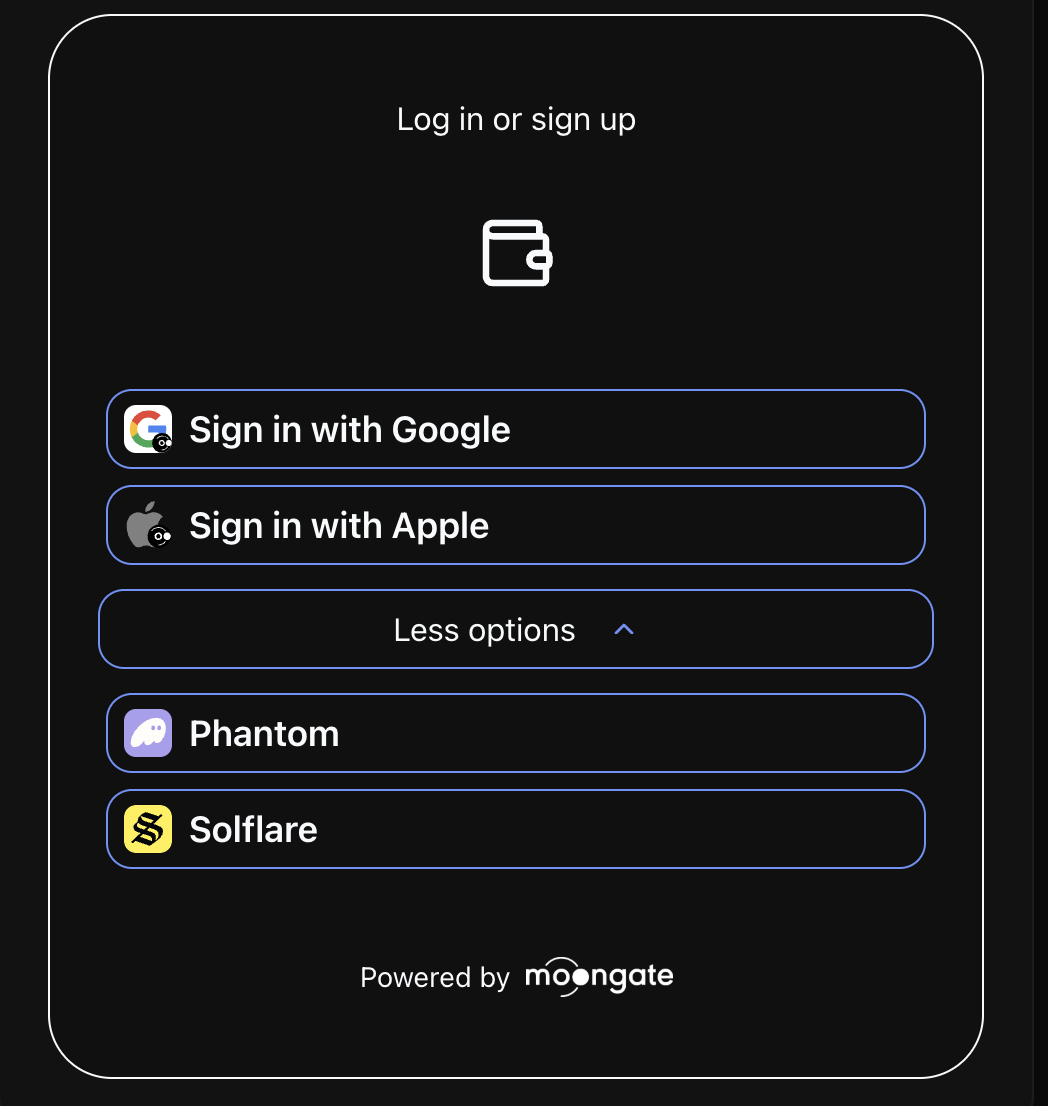 Log in or sign up
Sign in with Google
Sign in with Apple
Less options
Phantom
Solflare
Powered by moongate